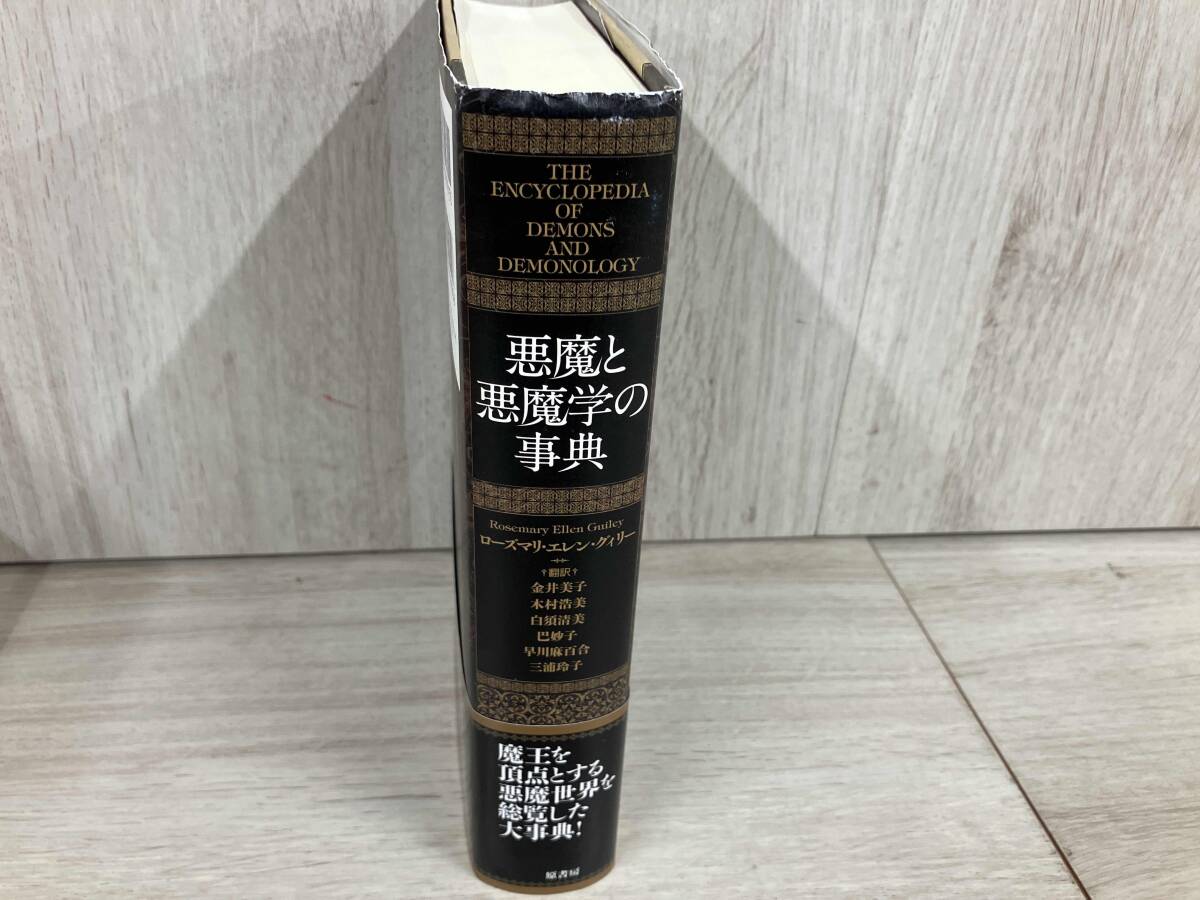 THE
ENCYCLOPEDIA
OF
DEMONS
AND
DEMONOLOGY
悪魔と
悪魔学の
事典
Rosemary Ellen Guiley
ローズマリ・エレン・グィリー
†翻訳†
金井美子
木村浩美
白須清美
巴妙子
早川麻百合
三浦玲子
魔王を
頂点とする
悪魔世界を
総覧した
大事典!
原書房